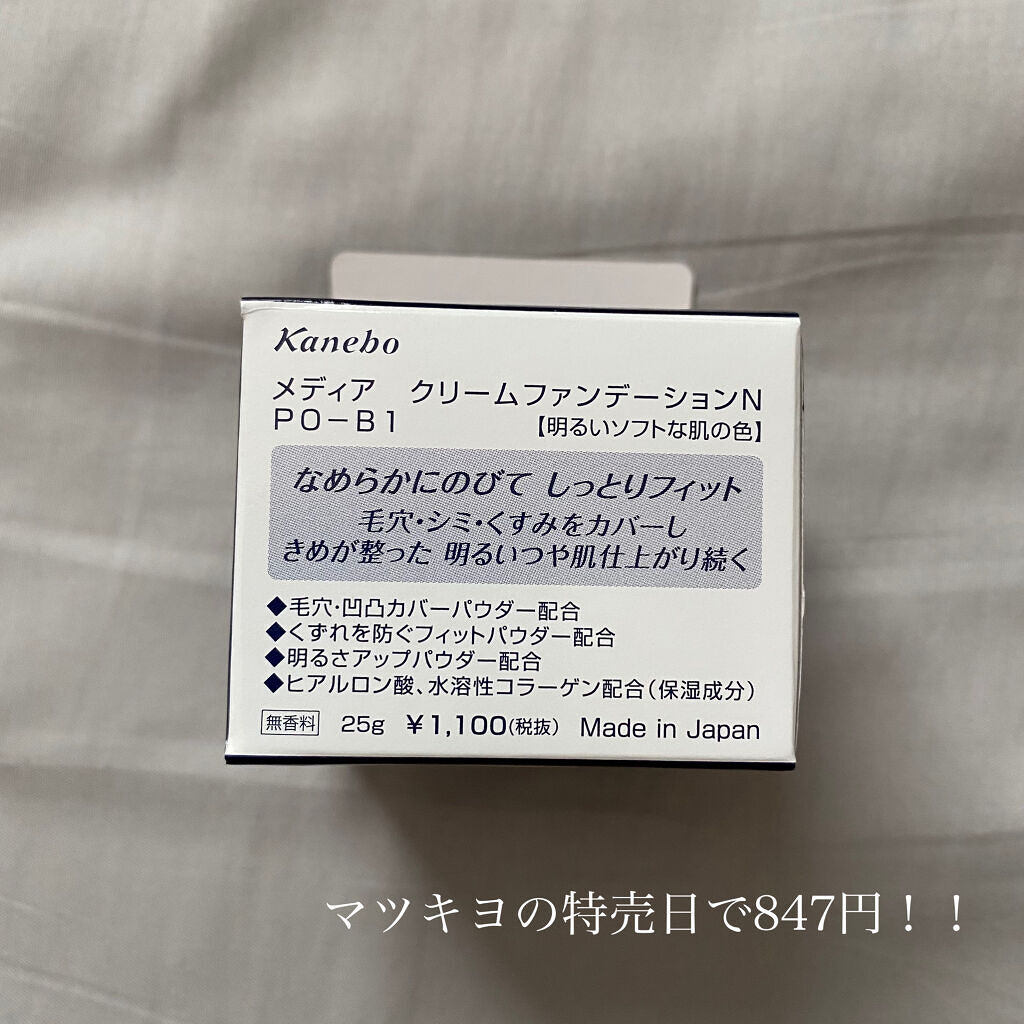 Kanebo
メディア　クリームファンデーションN
PO-B1 【明るいソフトな肌の色】
なめらかにのびて しっとりフィット
毛穴・シミ・くすみをカバーし
きめが整った 明るいつや肌仕上がり続く
◆毛穴・凹凸カバーパウダー配合
◆くずれを防ぐフィットパウダー配合
◆明るさアップパウダー配合
◆ヒアルロン酸、水溶性コラーゲン配合（保湿成分）
無香料 25g ￥1,100(税抜) Made in Japan
マツキヨの特売日で847円！！